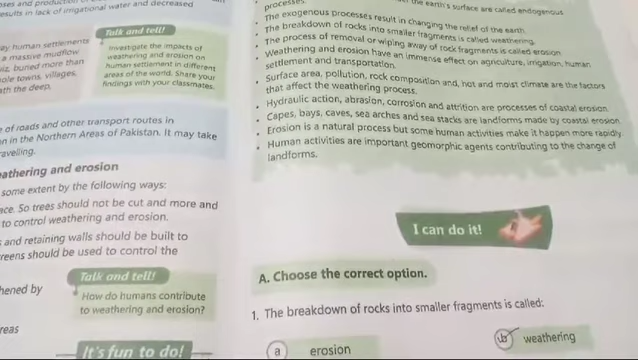 esults in lack of irrigational water and decreased
Talk and tell!
Investigate the impacts of
weathering and erosion on
human settlement in different
areas of the world. Share your
findings with your classmates.
ay human settlements
a massive mudflow
viz, buried more than
ole towns, villages,
ath the deep,
e of roads and other transport routes in
n in the Northern Areas of Pakistan. It may take
ravelling.
eathering and erosion
some extent by the following ways:
ace. So trees should not be cut and more and
to control weathering and erosion.
s and retaining walls should be built to
reens should be used to control the
Talk and tell!
How do humans contribute
to weathering and erosion?
hened by
reas
It's fun to do!
the earth's surface are called endogenous
processes.
• The exogenous processes result in changing the relief of the earth.
• The breakdown of rocks into smaller fragments is called weathering.
• The process of removal or wiping away of rock fragments is called erosion.
• Weathering and erosion have an immense effect on agriculture, irrigation, human
settlement and transportation.
• Surface area, pollution, rock composition and, hot and moist climate are the factors
that affect the weathering process.
• Hydraulic action, abrasion, corrosion and attrition are processes of coastal erosion.
• Capes, bays, caves, sea arches and sea stacks are landforms made by coastal erosion.
• Erosion is a natural process but some human activities make it happen more rapidly.
• Human activities are important geomorphic agents contributing to the change of
landforms.
I can do it!
A. Choose the correct option.
1. The breakdown of rocks into smaller fragments is called:
a erosion
b weathering